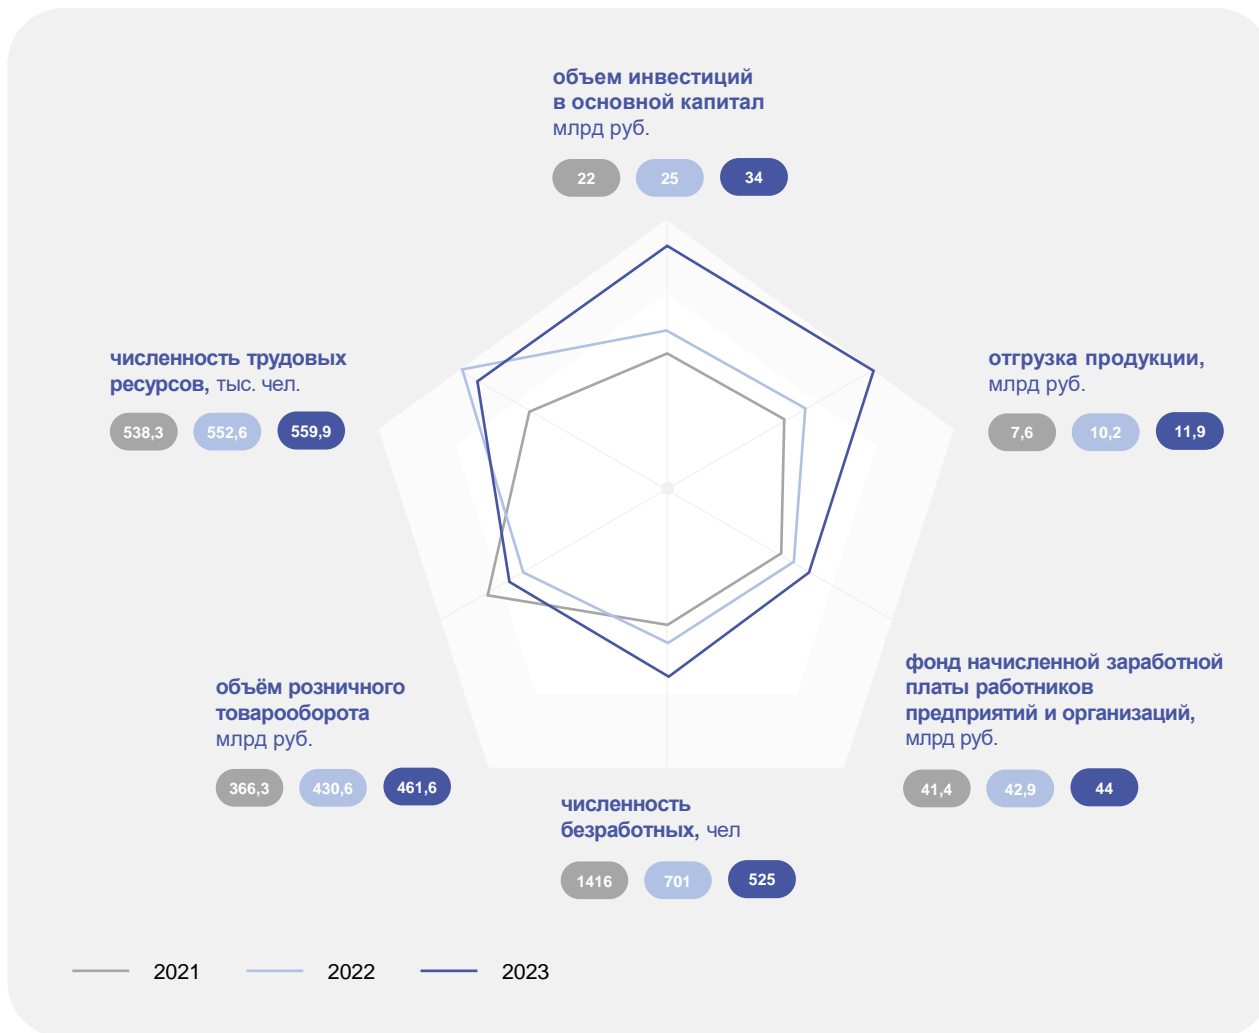 объем инвестиций
в основной капитал
млрд руб.
22 25 34
численность трудовых
ресурсов, тыс. чел.
538,3 552,6 559,9
отгрузка продукции,
млрд руб.
7,6 10,2 11,9
объём розничного
товарооборота
млрд руб.
366,3 430,6 461,6
фонд начисленной заработной
платы работников
предприятий и организаций,
млрд руб.
41,4 42,9 44
численность
безработных, чел
1416 701 525
2021 2022 2023